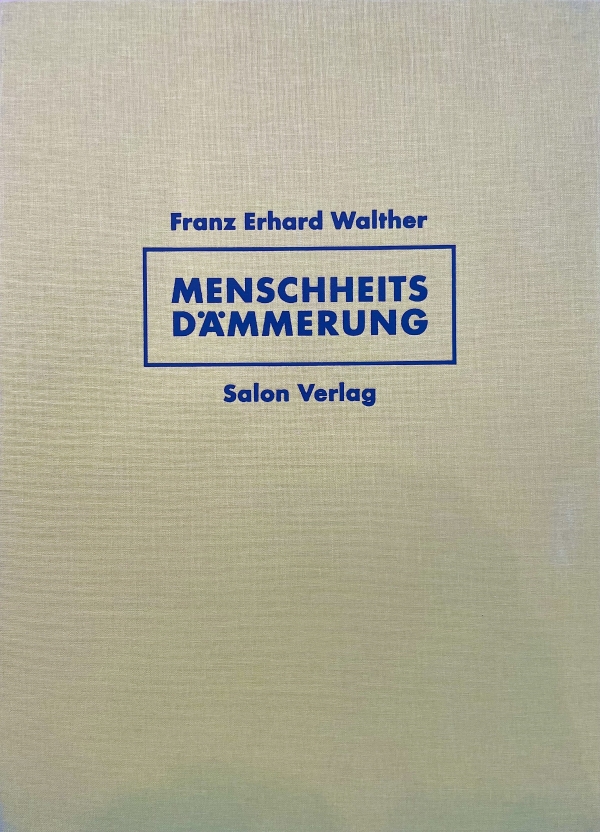 Franz Erhard Walther
MENSCHHEITS
DÄMMERUNG
Salon Verlag